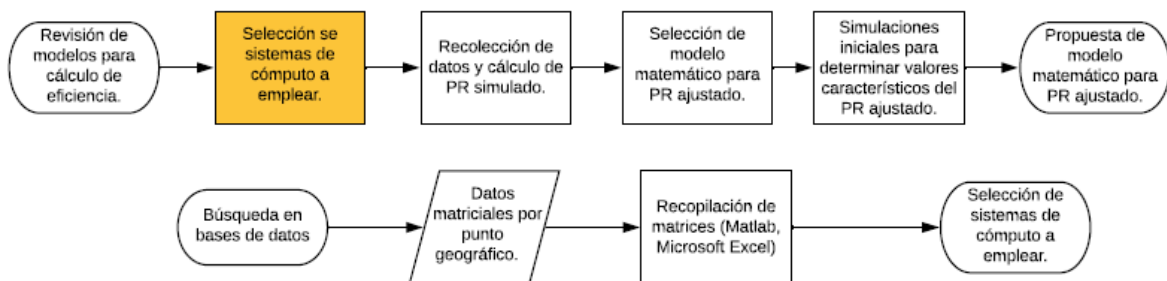 Revisión de
modelos para
cálculo de
eficiencia.
Selección se
sistemas de
cómputo a
emplear.
Recolección de
datos y cálculo de
PR simulado.
Selección de
modelo
matemático para
PR ajustado.
Simulaciones
iniciales para
determinar valores
característicos del
PR ajustado.
Propuesta de
modelo
matemático para
PR ajustado.
Búsqueda en
bases de datos
Datos
matriciales por
punto
geográfico.
Recopilación de
matrices (Matlab,
Microsoft Excel)
Selección de
sistemas de
cómputo a
emplear.